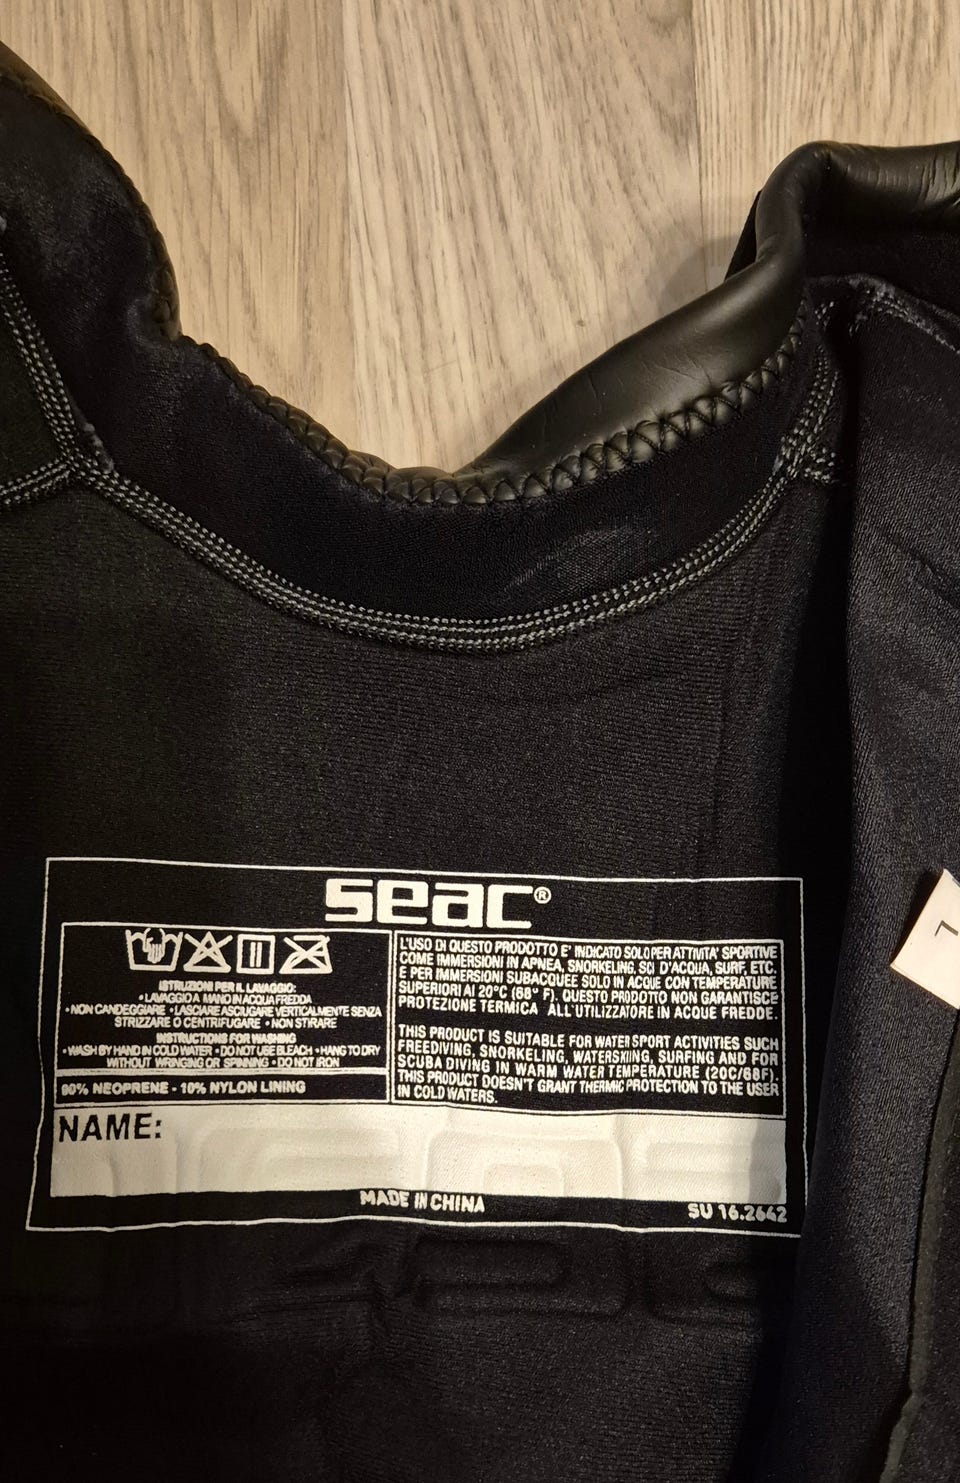 seac®
ISTRUZIONI PER IL LAVAGGIO:
• LAVAGGIO A MANO IN ACQUA FREDDA
• NON CANDEGGIARE • LASCIARE ASCIUGARE VERTICALMENTE SENZA
STRIZZARE O CENTRIFUGARE • NON STIRARE
INSTRUCTIONS FOR WASHING
• WASH BY HAND IN COLD WATER • DO NOT USE BLEACH • HANG TO DRY
WITHOUT WRINGING OR SPINNING • DO NOT IRON
90% NEOPRENE - 10% NYLON LINING
L'USO DI QUESTO PRODOTTO E' INDICATO SOLO PER ATTIVITA' SPORTIVE
COME IMMERSIONI IN APNEA, SNORKELING, SCI D'ACQUA, SURF, ETC.
E PER IMMERSIONI SUBACQUEE SOLO IN ACQUE CON TEMPERATURE
SUPERIORI AI 20°C (68° F). QUESTO PRODOTTO NON GARANTISCE
PROTEZIONE TERMICA ALL'UTILIZZATORE IN ACQUE FREDDE.
THIS PRODUCT IS SUITABLE FOR WATER SPORT ACTIVITIES SUCH
FREEDIVING, SNORKELING, WATERSKIING, SURFING AND FOR
SCUBA DIVING IN WARM WATER TEMPERATURE (20C/68F).
THIS PRODUCT DOESN'T GRANT THERMIC PROTECTION TO THE USER
IN COLD WATERS.
NAME:
MADE IN CHINA
SU 16.2642
L